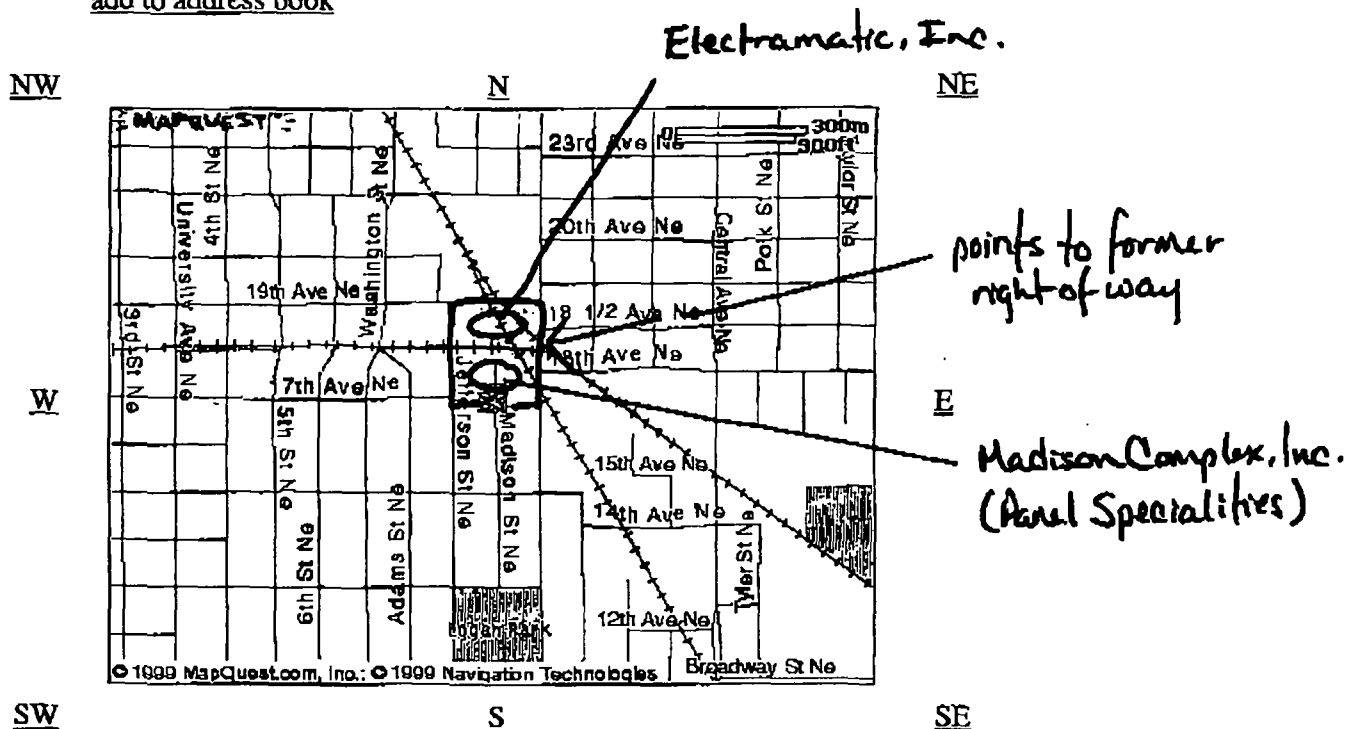 add to address book
Electramatic, Inc.
NW
N
NE
MAPQUEST
300m
900ft
23rd Ave Ne
4th St Ne
University Ave Ne
Washington St Ne
20th Ave Ne
Central Ave Ne
Polk St Ne
points to former
right of way
19th Ave Ne
18 1/2 Ave Ne
3rd St Ne
18th Ave Ne
7th Ave Ne
W
E
5th St Ne
Jefferson St Ne
Madison St Ne
15th Ave Ne
Madison Complex, Inc.
(Panel Specialities)
14th Ave Ne
6th St Ne
Adams St Ne
Tyler St Ne
Logan Park
12th Ave Ne
Broadway St Ne
© 1999 MapQuest.com, Inc.; © 1999 Navigation Technologies
SW
S
SE